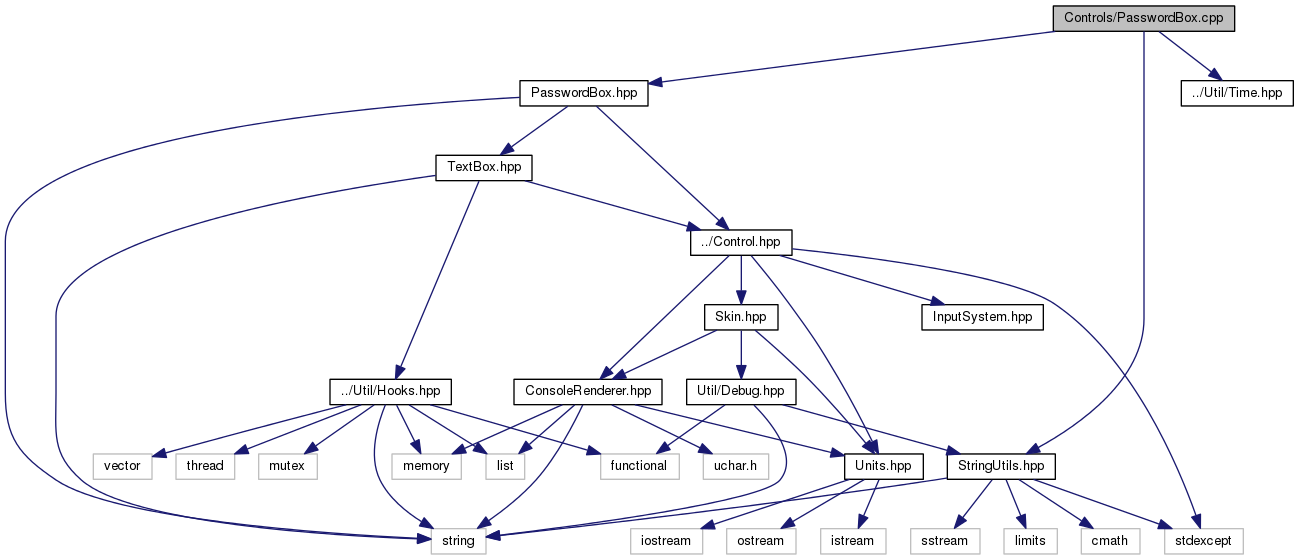 Controls/PasswordBox.cpp
PasswordBox.hpp
../Util/Time.hpp
TextBox.hpp
../Control.hpp
Skin.hpp
InputSystem.hpp
../Util/Hooks.hpp
ConsoleRenderer.hpp
Util/Debug.hpp
vector
thread
mutex
memory
list
functional
uchar.h
Units.hpp
StringUtils.hpp
string
iostream
ostream
istream
sstream
limits
cmath
stdexcept